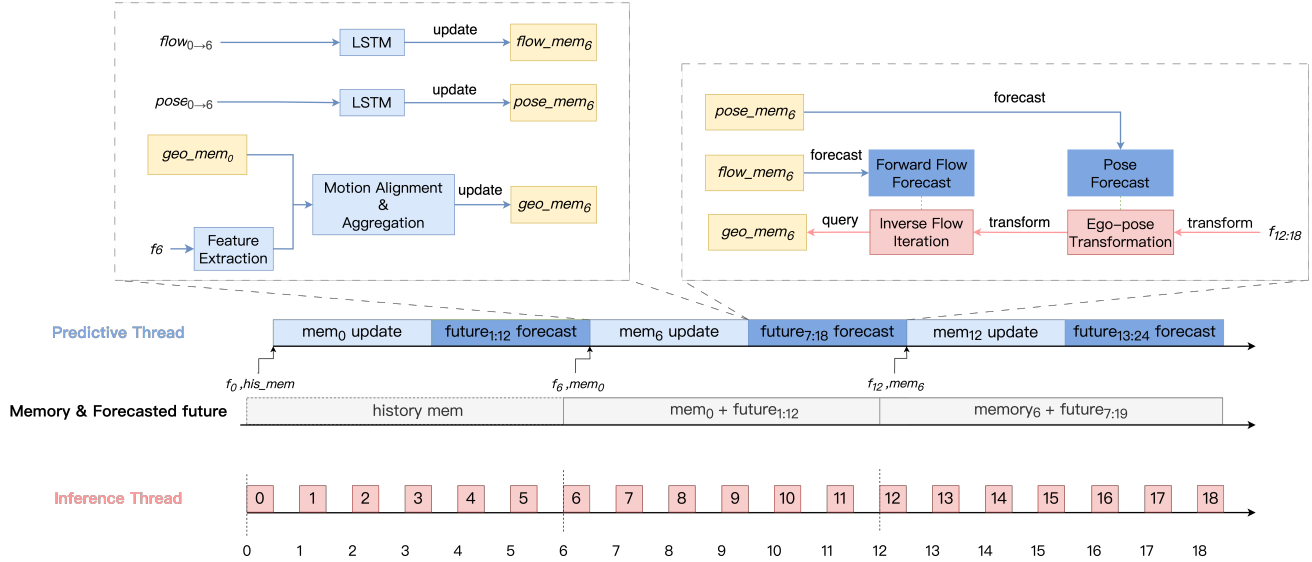 flow0→6
LSTM
update
flow_mem6
pose0→6
LSTM
update
pose_mem6
geo_mem0
Motion Alignment
&
Aggregation
update
geo_mem6
f6
Feature
Extraction
pose_mem6
forecast
flow_mem6
forecast
Forward Flow
Forecast
Pose
Forecast
geo_mem6
query
Inverse Flow
Iteration
transform
Ego-pose
Transformation
transform
f12:18
Predictive Thread
mem0 update
future1:12 forecast
mem6 update
future7:18 forecast
mem12 update
future13:24 forecast
f0 ,his_mem
f6 ,mem0
f12 ,mem6
Memory & Forecasted future
history mem
mem0 + future1:12
memory6 + future7:19
Inference Thread
0 1 2 3 4 5 6 7 8 9 10 11 12 13 14 15 16 17 18
0 1 2 3 4 5 6 7 8 9 10 11 12 13 14 15 16 17 18